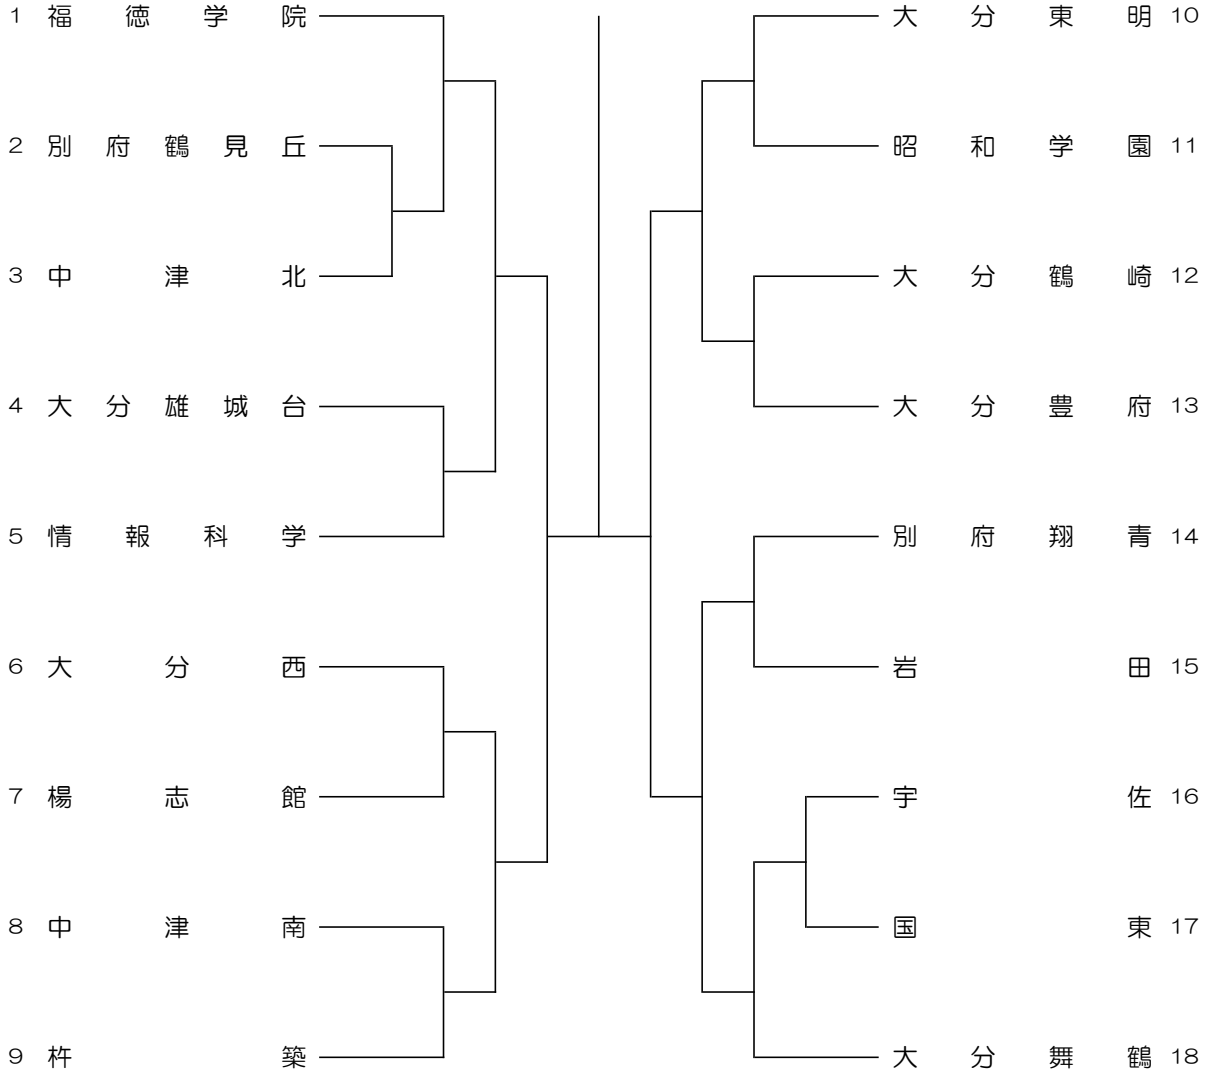 1 福徳学院
2 別府鶴見丘
3 中津北
4 大分雄城台
5 情報科学
6 大分西
7 楊志館
8 中津南
9 杵築
大分東明 10
昭和学園 11
大分鶴崎 12
大分豊府 13
別府翔青 14
岩田 15
宇佐 16
国東 17
大分舞鶴 18